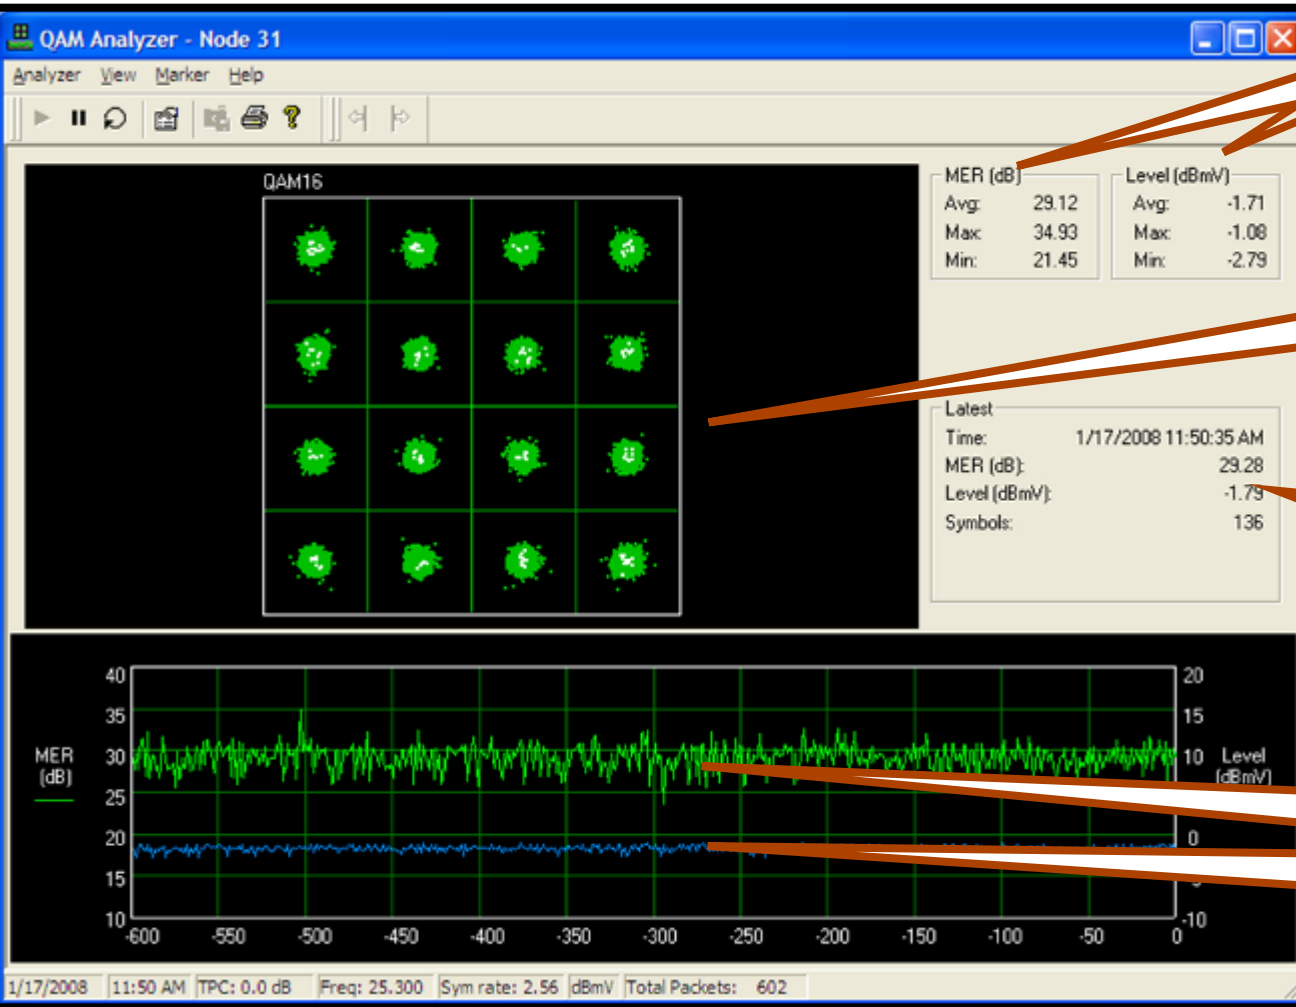 QAM Analyzer - Node 31
Analyzer View Marker Help
QAM16
MER (dB)
Avg: 29.12
Max: 34.93
Min: 21.45
Level (dBmV)
Avg: -1.71
Max: -1.08
Min: -2.79
Latest
Time: 1/17/2008 11:50:35 AM
MER (dB): 29.28
Level (dBmV): -1.79
Symbols: 136
MER
(dB)
40
35
30
25
20
15
10
20
15
10
0
-10
Level
(dBmV)
-600 -550 -500 -450 -400 -350 -300 -250 -200 -150 -100 -50 0
1/17/2008 11:50 AM TPC: 0.0 dB Freq: 25.300 Sym rate: 2.56 dBmV Total Packets: 602